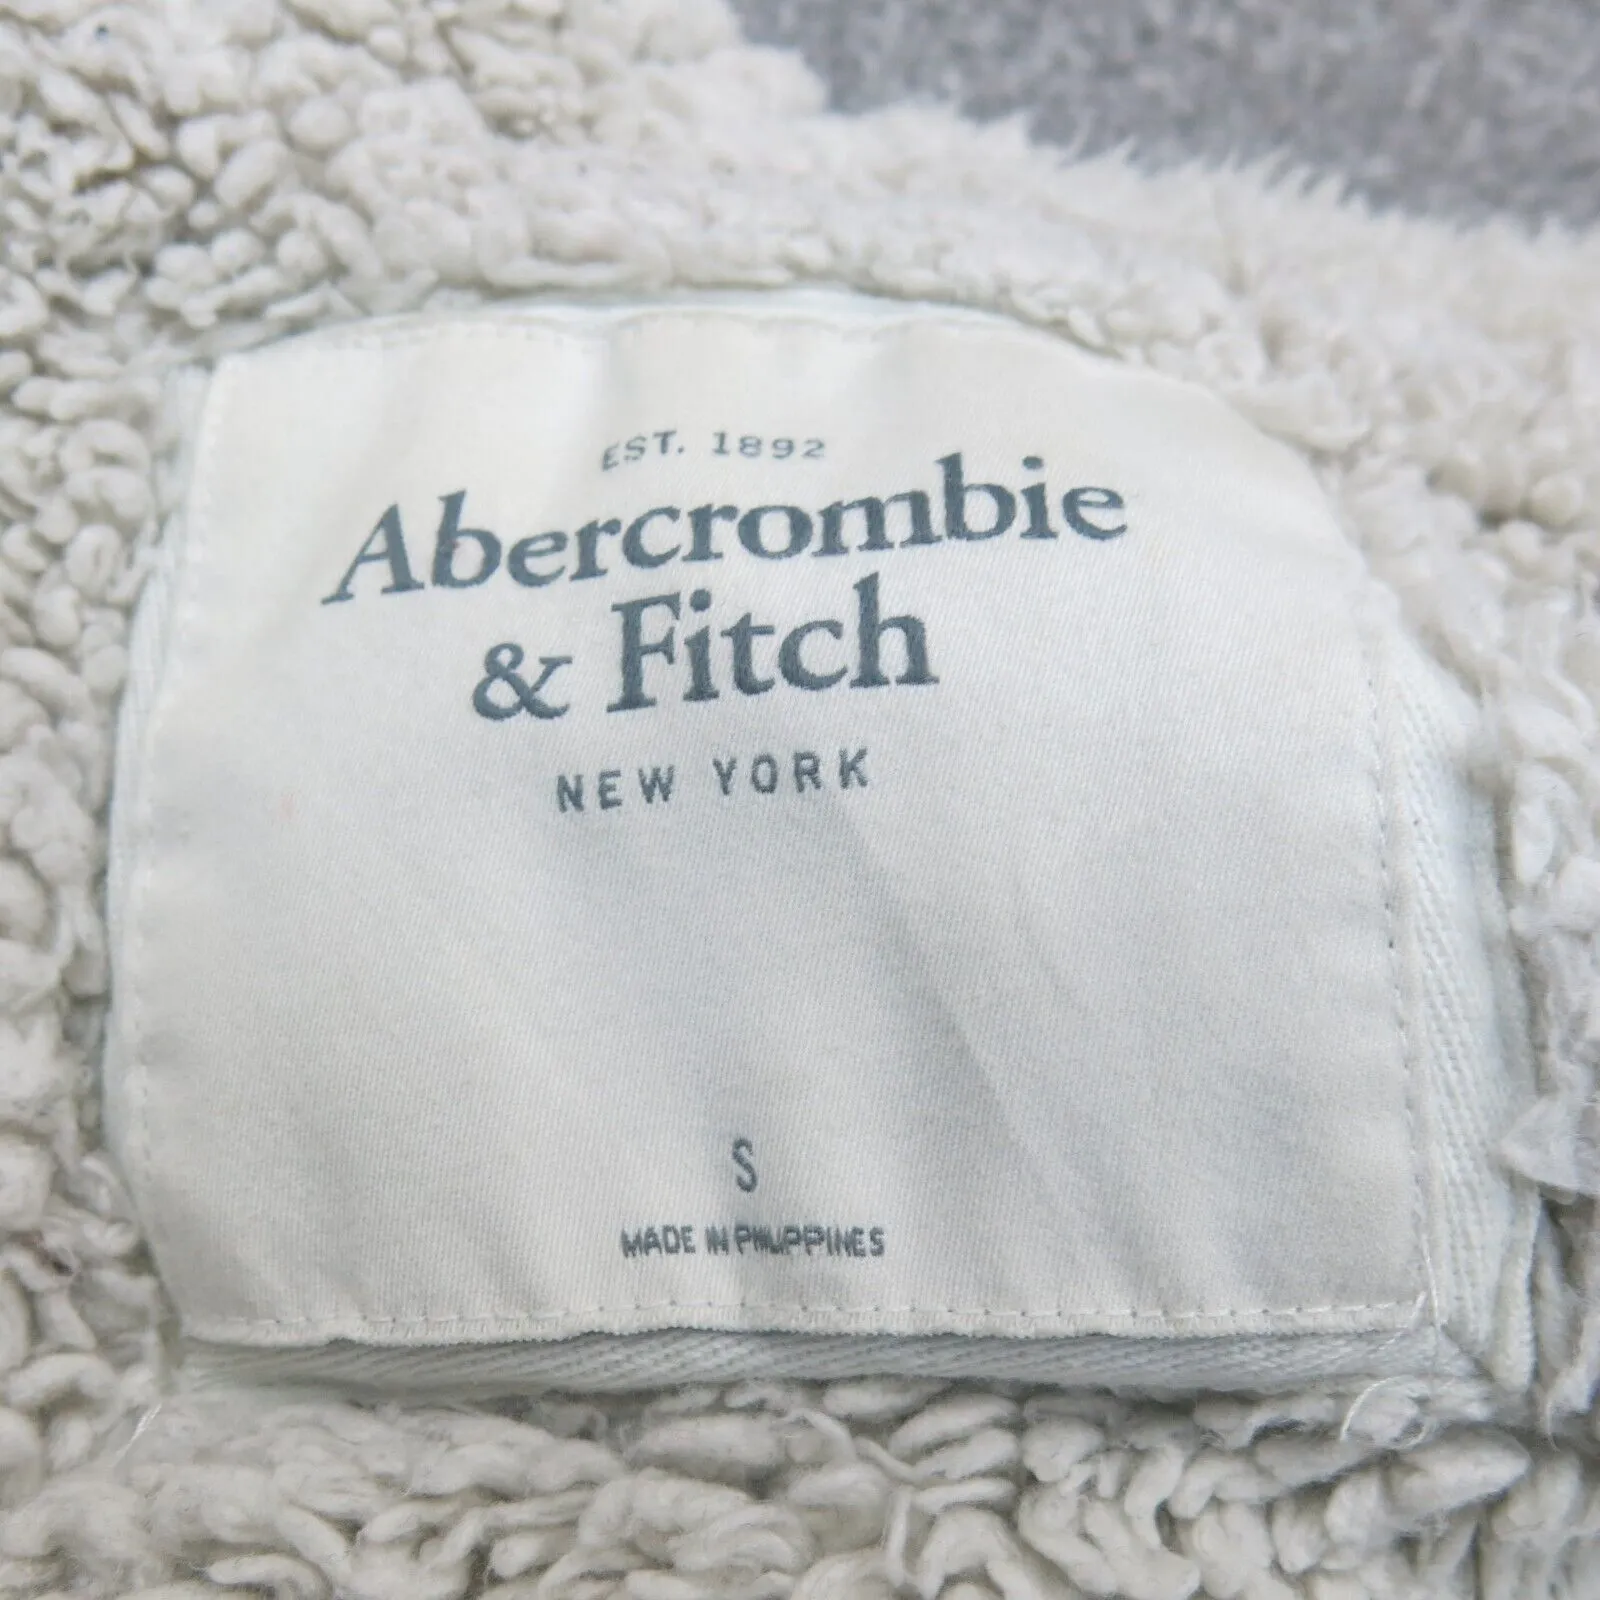 EST. 1892
Abercrombie
& Fitch
NEW YORK
S
MADE IN PHILIPPINES